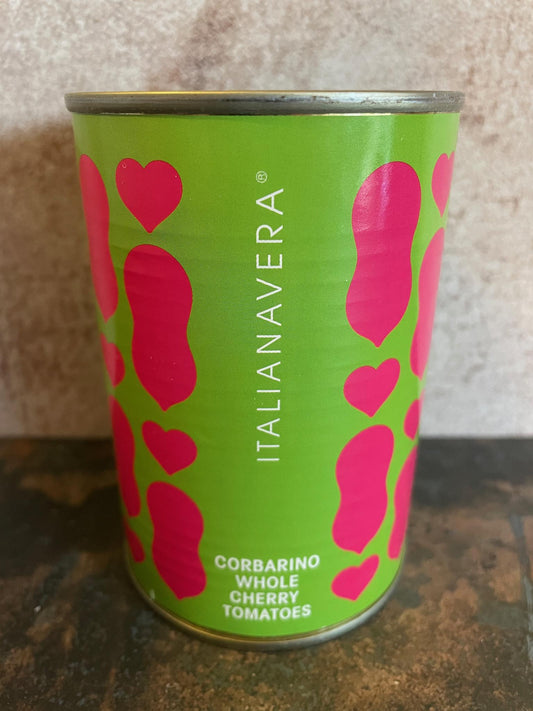 ITALIANAVERA®
CORBARINO
WHOLE
CHERRY
TOMATOES